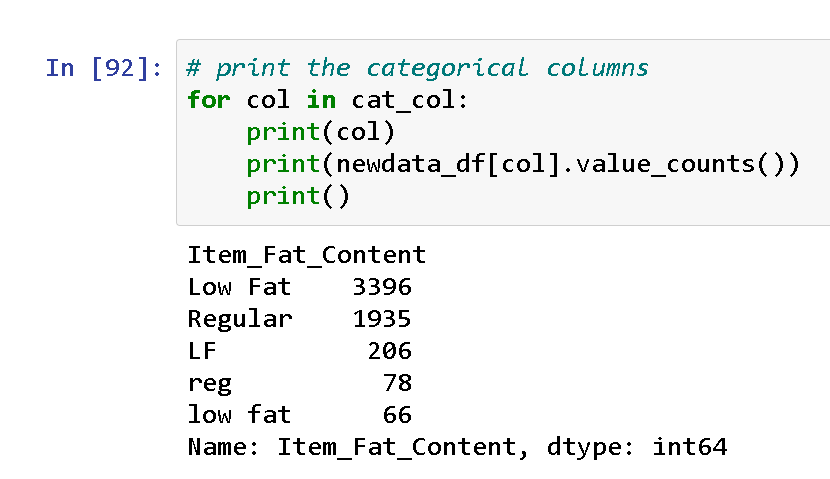 In [92]: # print the categorical columns
for col in cat_col:
    print(col)
    print(newdata_df[col].value_counts())
    print()
Item_Fat_Content
Low Fat    3396
Regular    1935
LF          206
reg          78
low fat      66
Name: Item_Fat_Content, dtype: int64